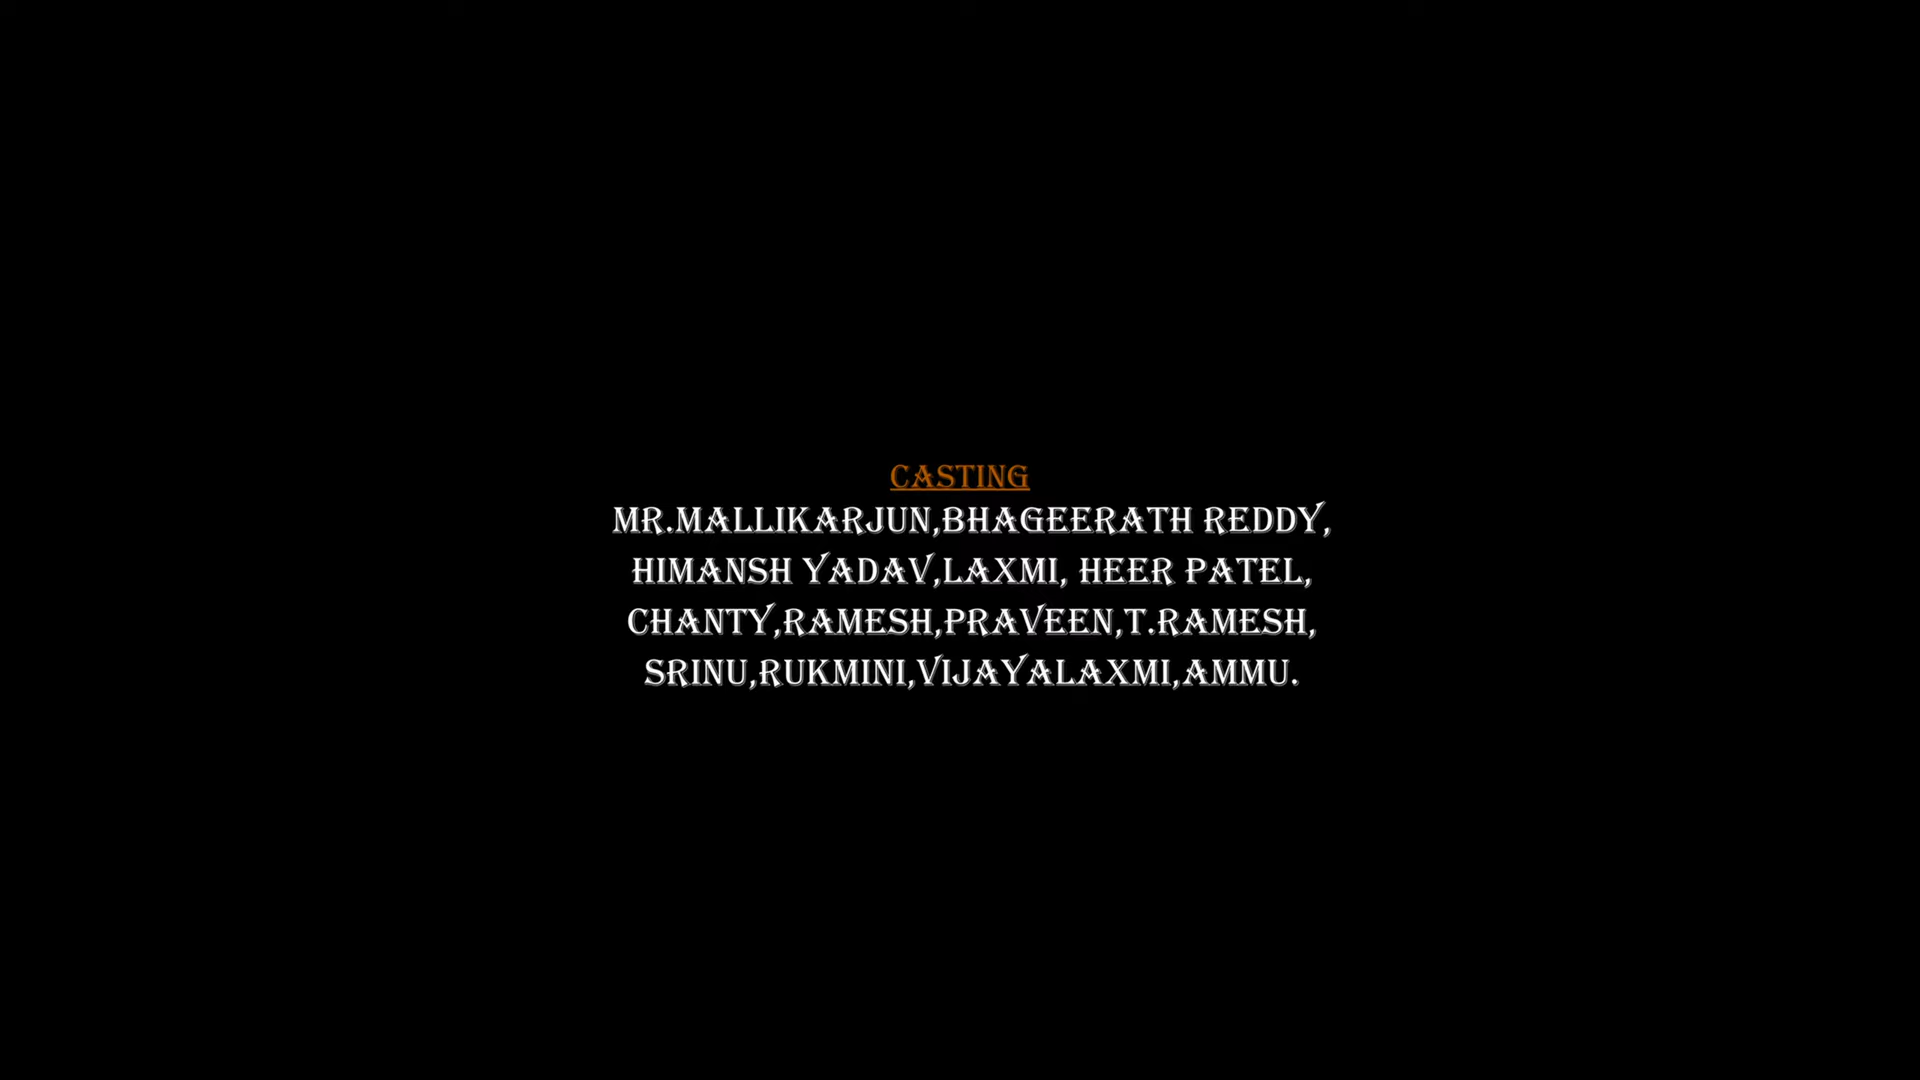 CASTING
MR.MALLIKARJUN,BHAGEERATH REDDY,
HIMANSH YADAV,LAXMI, HEER PATEL,
CHANTY,RAMESH,PRAVEEN,T.RAMESH,
SRINU,RUKMINI,VIJAYALAXMI,AMMU.